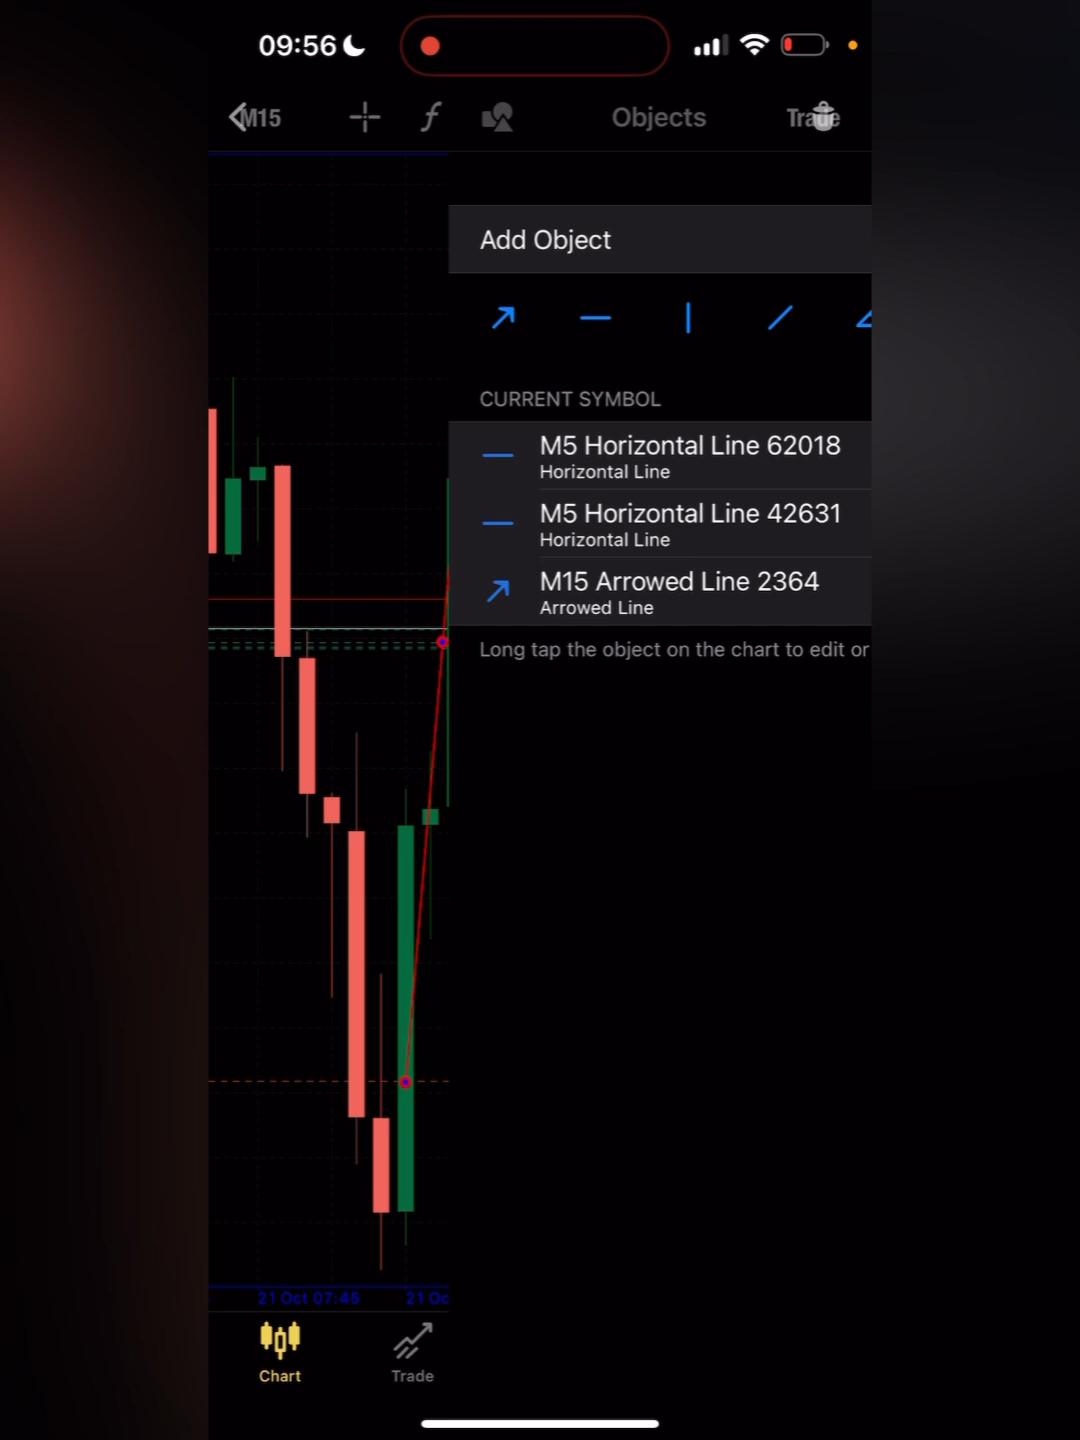 09:56
M15
Objects
Trade
Add Object
CURRENT SYMBOL
M5 Horizontal Line 62018
Horizontal Line
M5 Horizontal Line 42631
Horizontal Line
M15 Arrowed Line 2364
Arrowed Line
Long tap the object on the chart to edit or
21 Oct 07:45
21 Oc
Chart
Trade